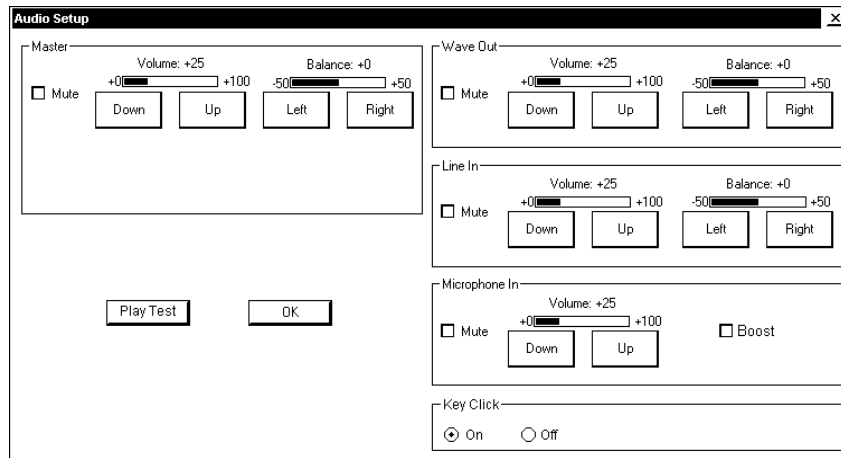 Audio Setup
Master
Volume: +25
Balance: +0
Mute
+0
+100
-50
+50
Down
Up
Left
Right
Play Test
OK
Wave Out
Volume: +25
Balance: +0
Mute
+0
+100
-50
+50
Down
Up
Left
Right
Line In
Volume: +25
Balance: +0
Mute
+0
+100
-50
+50
Down
Up
Left
Right
Microphone In
Volume: +25
Mute
+0
+100
Boost
Down
Up
Key Click
On
Off